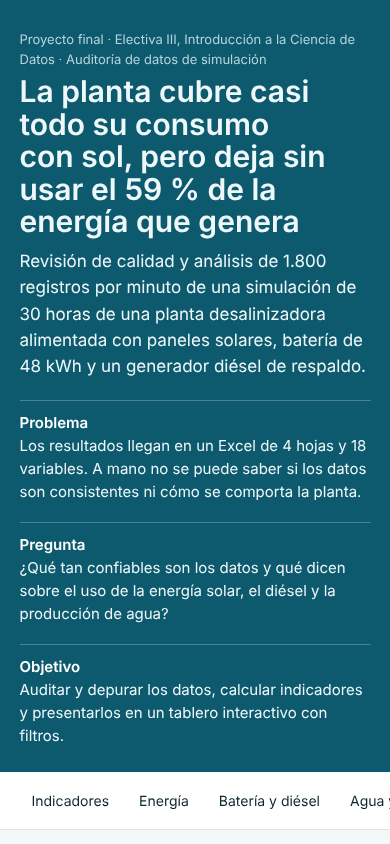 Proyecto final · Electiva III, Introducción a la Ciencia de
Datos · Auditoría de datos de simulación
La planta cubre casi
todo su consumo
con sol, pero deja sin
usar el 59 % de la
energía que genera
Revisión de calidad y análisis de 1.800
registros por minuto de una simulación de
30 horas de una planta desalinizadora
alimentada con paneles solares, batería de
48 kWh y un generador diésel de respaldo.
Problema
Los resultados llegan en un Excel de 4 hojas y 18
variables. A mano no se puede saber si los datos
son consistentes ni cómo se comporta la planta.
Pregunta
¿Qué tan confiables son los datos y qué dicen
sobre el uso de la energía solar, el diésel y la
producción de agua?
Objetivo
Auditar y depurar los datos, calcular indicadores
y presentarlos en un tablero interactivo con
filtros.
Indicadores Energía Batería y diésel Agua y